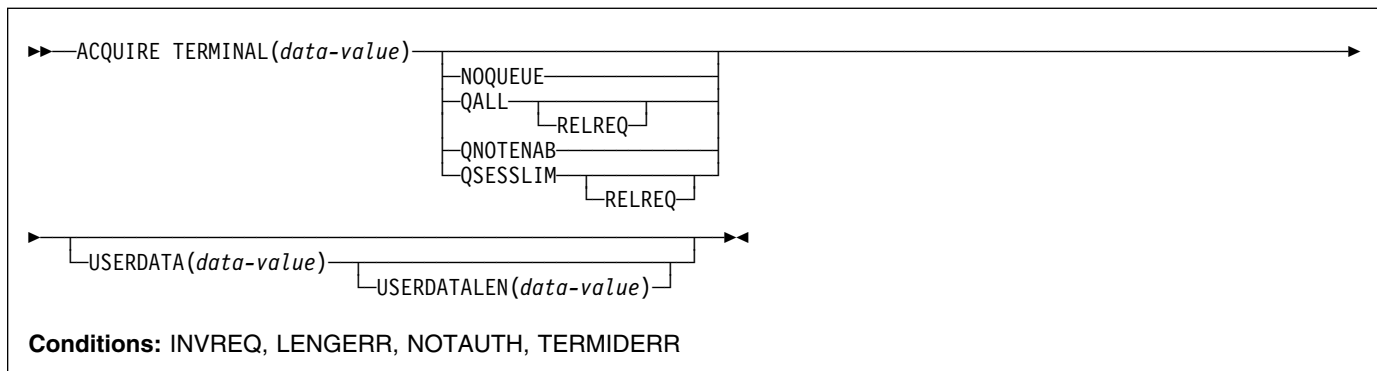 ACQUIRE TERMINAL(data-value)
NOQUEUE
QALL
RELREQ
QNOTENAB
QSESSLIM
RELREQ
USERDATA(data-value)
USERDATALEN(data-value)
Conditions: INVREQ, LENGERR, NOTAUTH, TERMIDERR